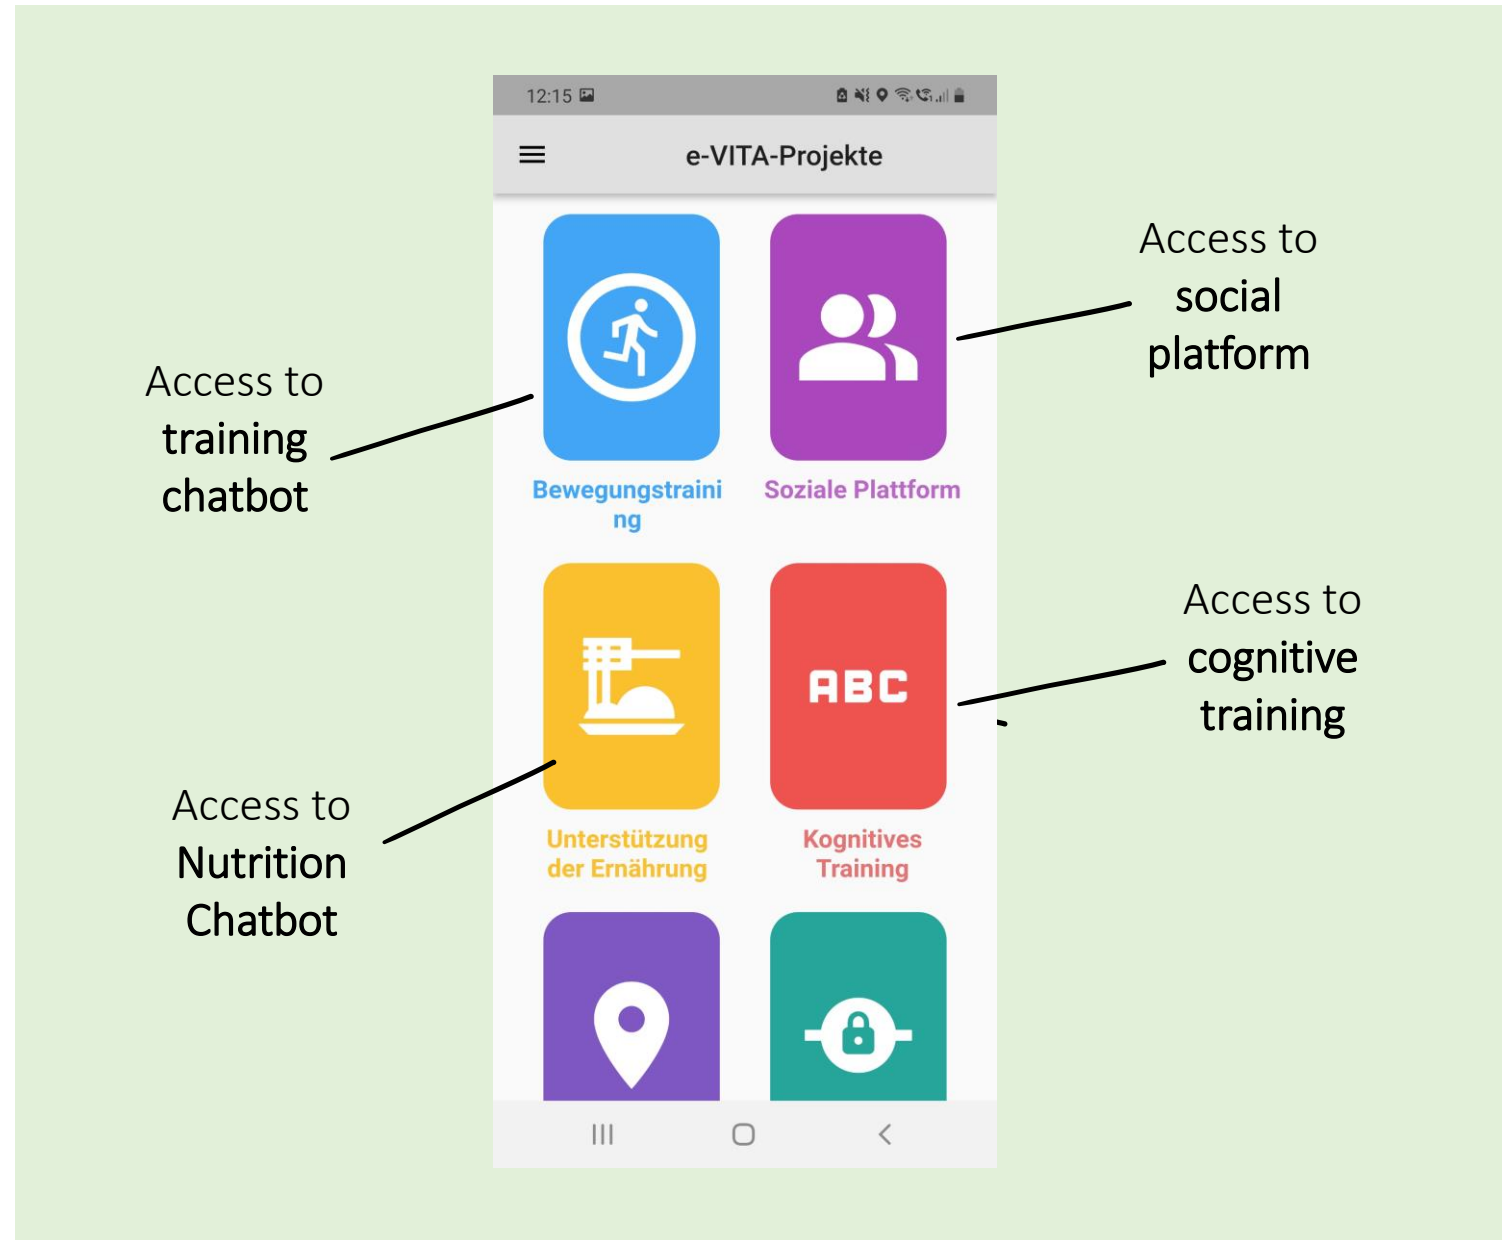 12:15
e-VITA-Projekte
Access to
social
platform
Access to
training
chatbot
Bewegungstraini
ng
Soziale Plattform
ABC
Access to
cognitive
training
Access to
Nutrition
Chatbot
Unterstützung
der Ernährung
Kognitives
Training